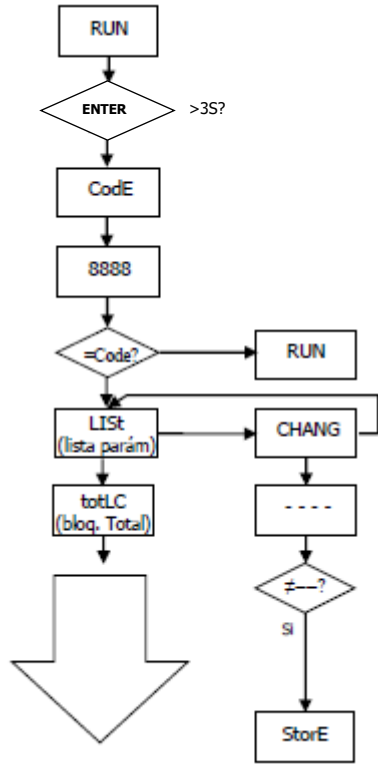 RUN
ENTER >3S?
CodE
8888
=Code?
RUN
LISt
(lista parám)
CHANG
totLC
(bloq. Total)
- - - -
≠----?
Si
StorE